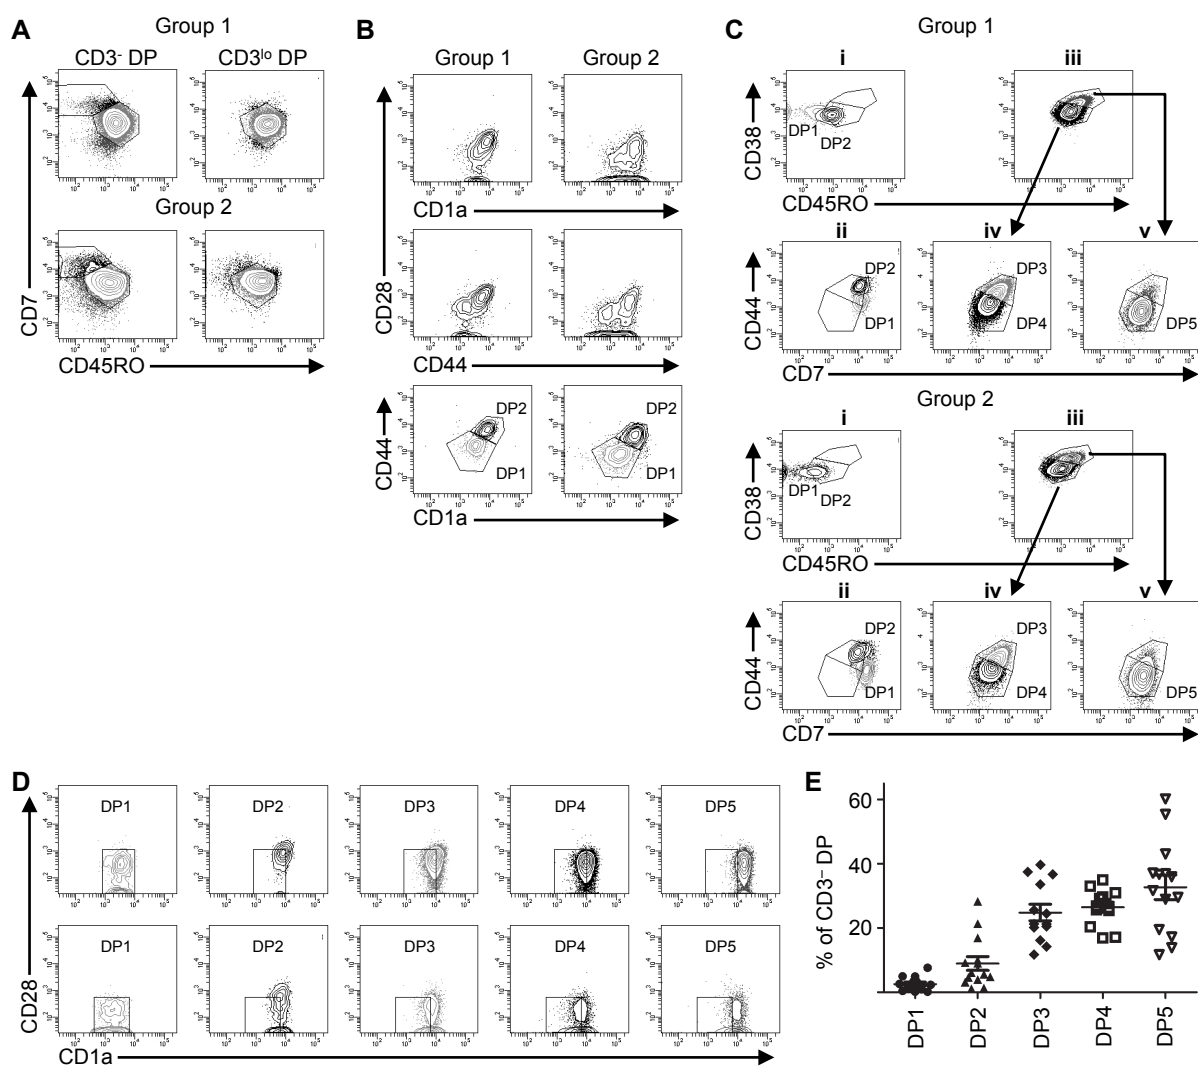 A
Group 1
CD3⁻ DP CD3ˡᵒ DP
Group 2
CD7
CD45RO
B
Group 1 Group 2
CD28
CD1a
CD44
CD44
DP2 DP2
DP1 DP1
CD1a
C
Group 1
i iii
CD38
DP1
DP2
CD45RO
ii iv v
CD44
DP2 DP3
DP1 DP4 DP5
CD7
Group 2
i iii
CD38
DP1
DP2
CD45RO
ii iv v
CD44
DP2 DP3
DP1 DP4 DP5
CD7
D
DP1 DP2 DP3 DP4 DP5
DP1 DP2 DP3 DP4 DP5
CD28
CD1a
E
% of CD3⁻ DP
60
40
20
DP1 DP2 DP3 DP4 DP5